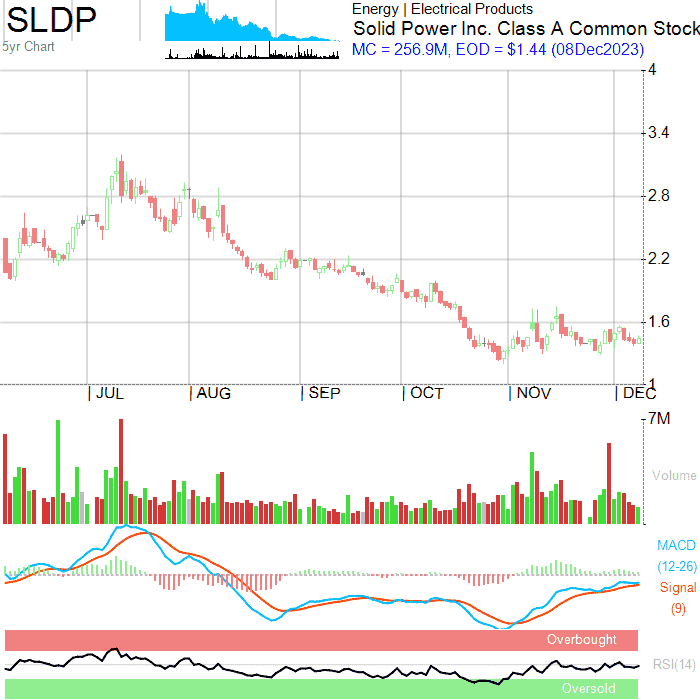 SLDP
5yr Chart
Energy | Electrical Products
Solid Power Inc. Class A Common Stock
MC = 256.9M, EOD = $1.44 (08Dec2023)
4
3.4
2.8
2.2
1.6
1
JUL AUG SEP OCT NOV DEC
7M
Volume
MACD
(12-26)
Signal
(9)
Overbought
RSI(14)
Oversold